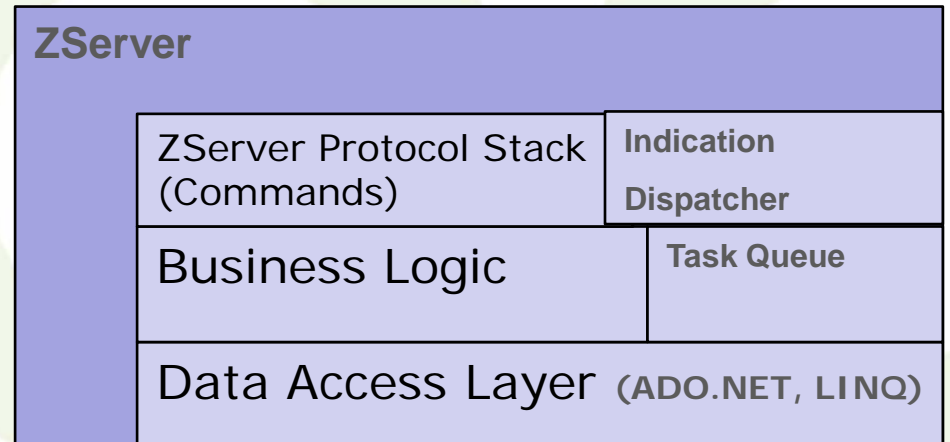 ZServer
ZServer Protocol Stack
(Commands)
Indication
Dispatcher
Business Logic
Task Queue
Data Access Layer (ADO.NET, LINQ)